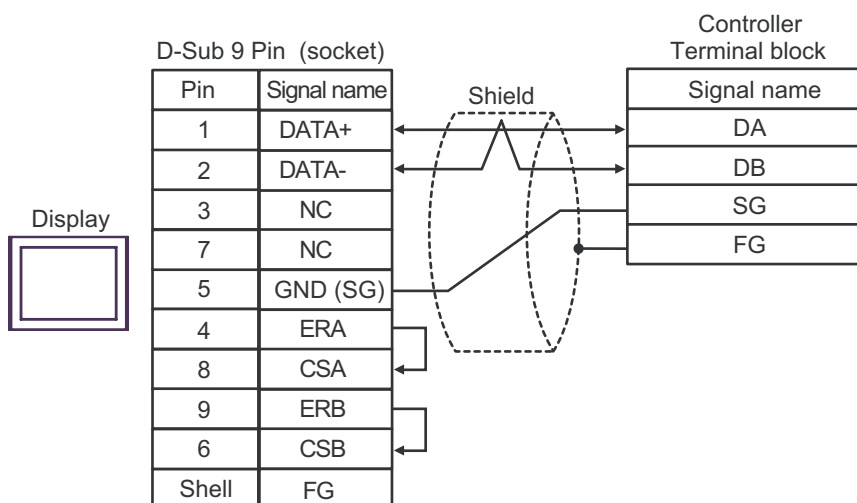 Controller
Terminal block
D-Sub 9 Pin (socket)
Pin Signal name Shield Signal name
1 DATA+ DA
2 DATA- DB
3 NC SG
Display
7 NC FG
5 GND (SG)
4 ERA
8 CSA
9 ERB
6 CSB
Shell FG